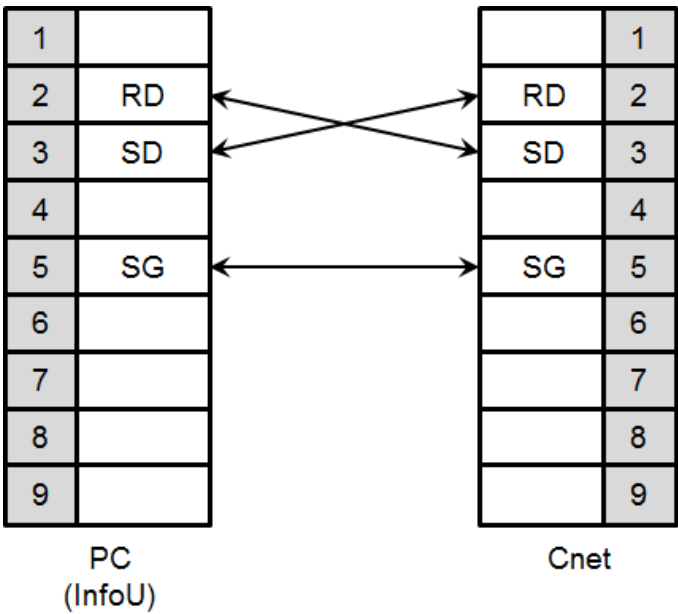 1 1
2 RD RD 2
3 SD SD 3
4 4
5 SG SG 5
6 6
7 7
8 8
9 9
PC Cnet
(InfoU)